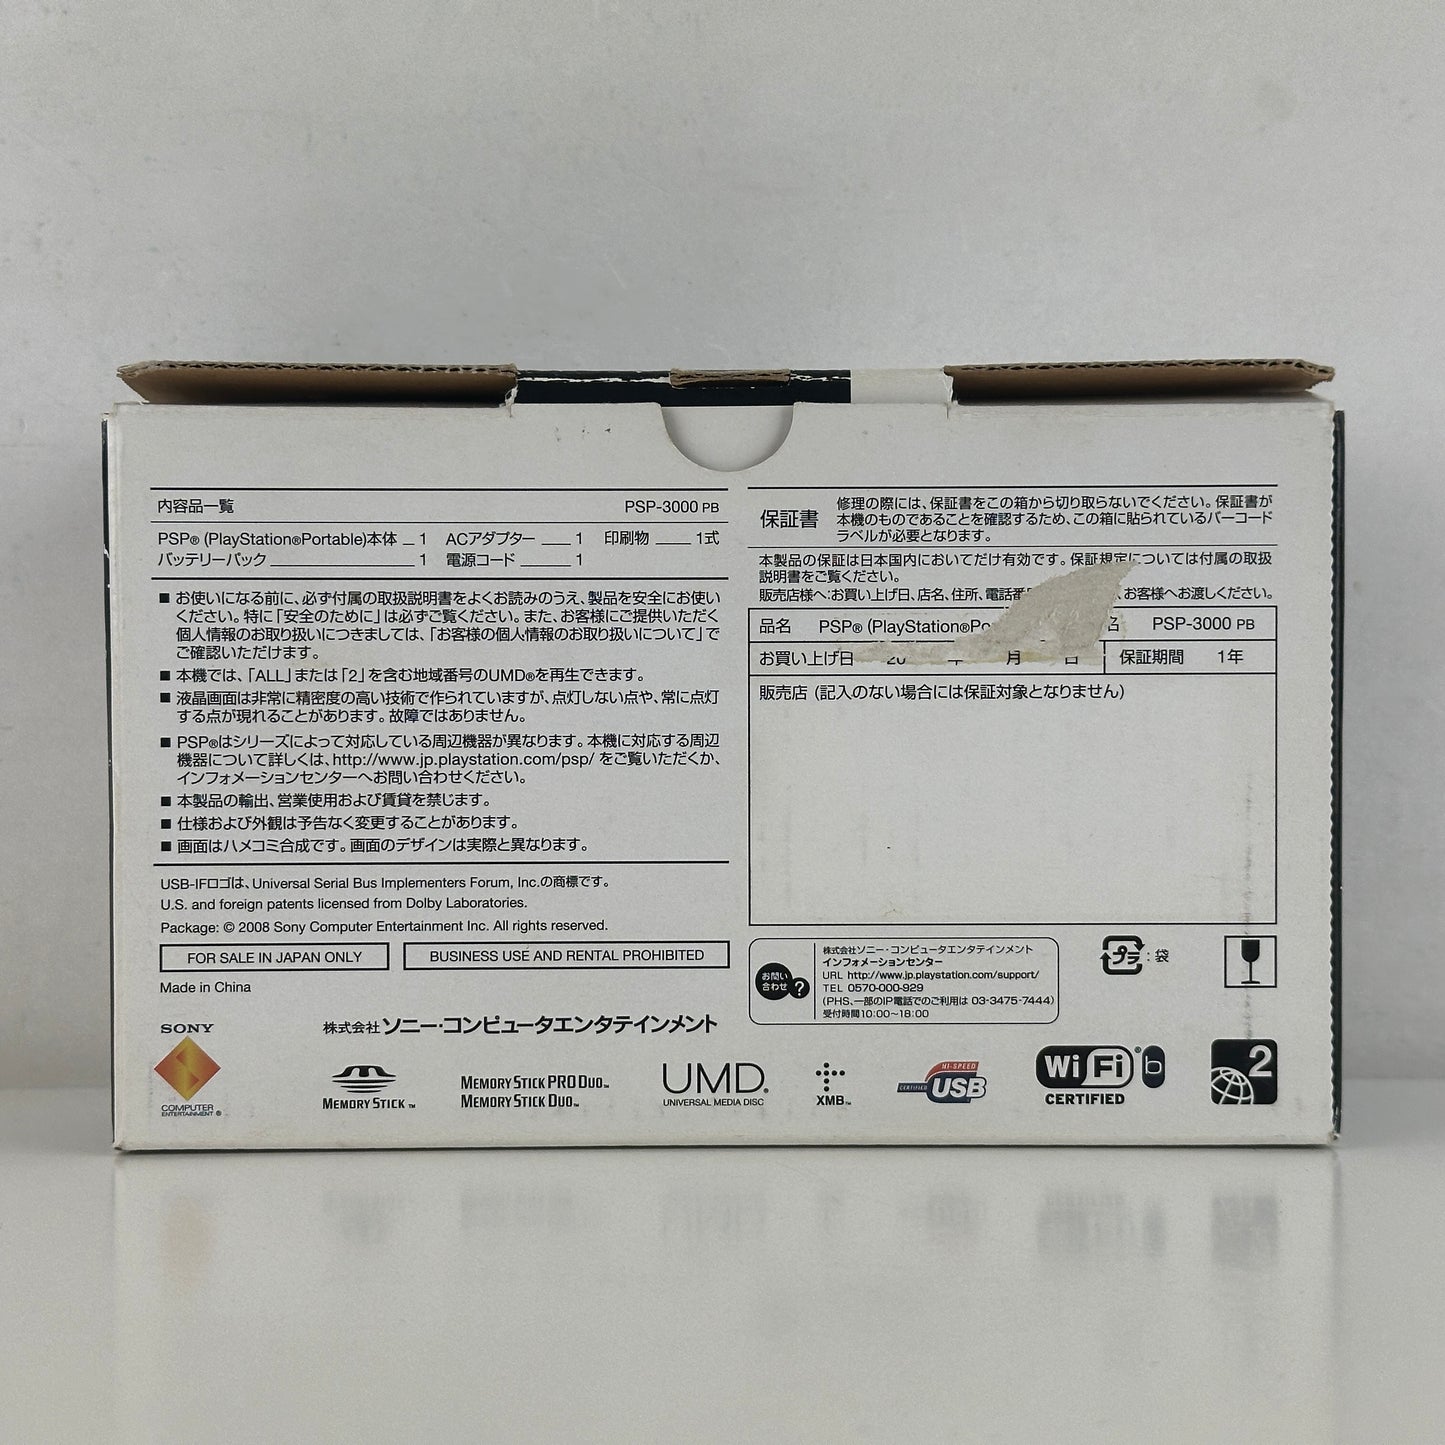 内容品一覧 PSP-3000 PB
PSP® (PlayStation®Portable)本体 1 ACアダプター 1 印刷物 1式
バッテリーパック 1 電源コード 1
■ お使いになる前に、必ず付属の取扱説明書をよくお読みのうえ、製品を安全にお使い
ください。特に「安全のために」は必ずご覧ください。また、お客様にご提供いただく
個人情報のお取り扱いにつきましては、「お客様の個人情報のお取り扱いについて」で
ご確認いただけます。
■ 本機では、「ALL」または「2」を含む地域番号のUMD®を再生できます。
■ 液晶画面は非常に精密度の高い技術で作られていますが、点灯しない点や、常に点灯
する点が現れることがあります。故障ではありません。
■ PSP®はシリーズによって対応している周辺機器が異なります。本機に対応する周辺
機器について詳しくは、http://www.jp.playstation.com/psp/ をご覧いただくか、
インフォメーションセンターへお問い合わせください。
■ 本製品の輸出、営業使用および賃貸を禁じます。
■ 仕様および外観は予告なく変更することがあります。
■ 画面はハメコミ合成です。画面のデザインは実際と異なります。
USB-IFロゴは、Universal Serial Bus Implementers Forum, Inc.の商標です。
U.S. and foreign patents licensed from Dolby Laboratories.
Package: © 2008 Sony Computer Entertainment Inc. All rights reserved.
FOR SALE IN JAPAN ONLY
BUSINESS USE AND RENTAL PROHIBITED
Made in China
保証書
修理の際には、保証書をこの箱から切り取らないでください。保証書が
本機のものであることを確認するため、この箱に貼られているバーコード
ラベルが必要となります。
本製品の保証は日本国内においてだけ有効です。保証規定については付属の取扱
説明書をご覧ください。
販売店様へ:お買い上げ日、店名、住所、電話番 、お客様へお渡しください。
品名 PSP® (PlayStation®Po 名 PSP-3000 PB
お買い上げ日 20 年 月 日 保証期間 1年
販売店 (記入のない場合には保証対象となりません)
お問い
合わせ ?
株式会社ソニー・コンピュータエンタテインメント
インフォメーションセンター
URL http://www.jp.playstation.com/support/
TEL 0570-000-929
(PHS、一部のIP電話でのご利用は 03-3475-7444)
受付時間10:00~18:00
プラ :袋
SONY
COMPUTER
ENTERTAINMENT ®
株式会社ソニー・コンピュータエンタテインメント
MEMORY STICK ™
MEMORY STICK PRO DUO™
MEMORY STICK DUO™
UMD®
UNIVERSAL MEDIA DISC
XMB™
HI-SPEED
CERTIFIED USB
Wi Fi ® b
CERTIFIED
2